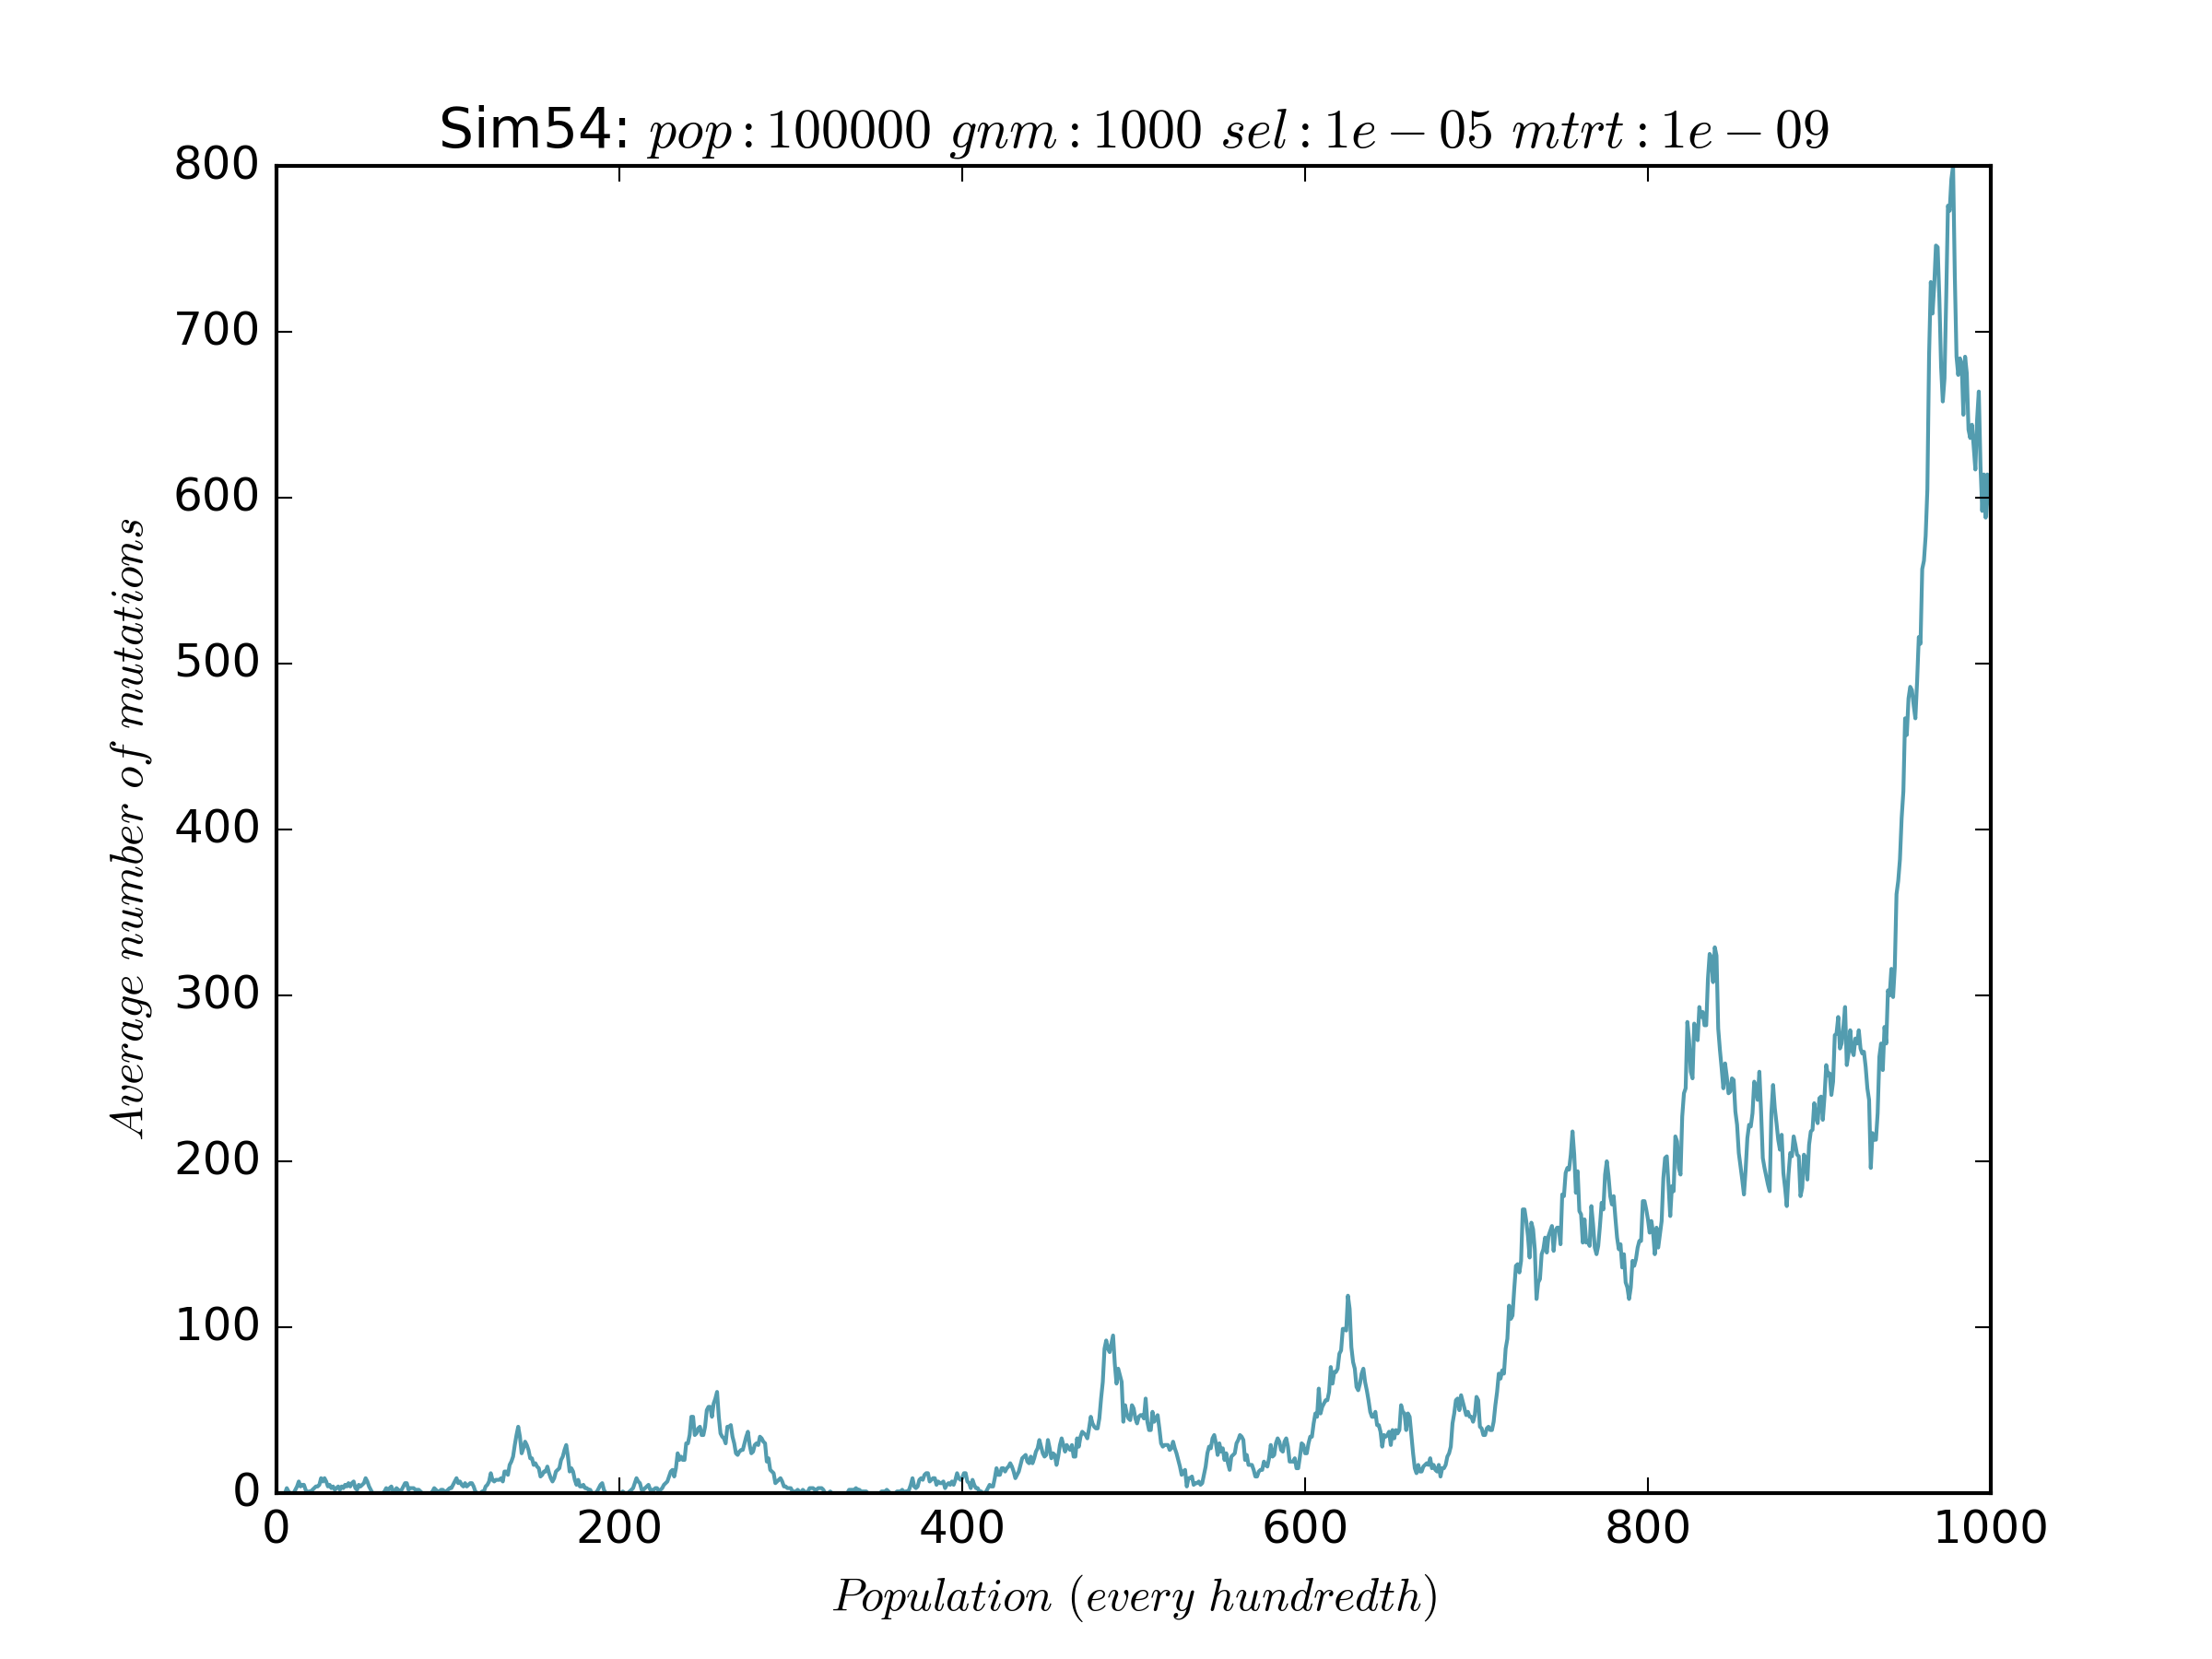 Sim54: pop : 100000 gnm : 1000 sel : 1e − 05 mtrt : 1e − 09
800
700
600
500
400
300
200
100
0
Average number of mutations
0 200 400 600 800 1000
Population (every hundredth)